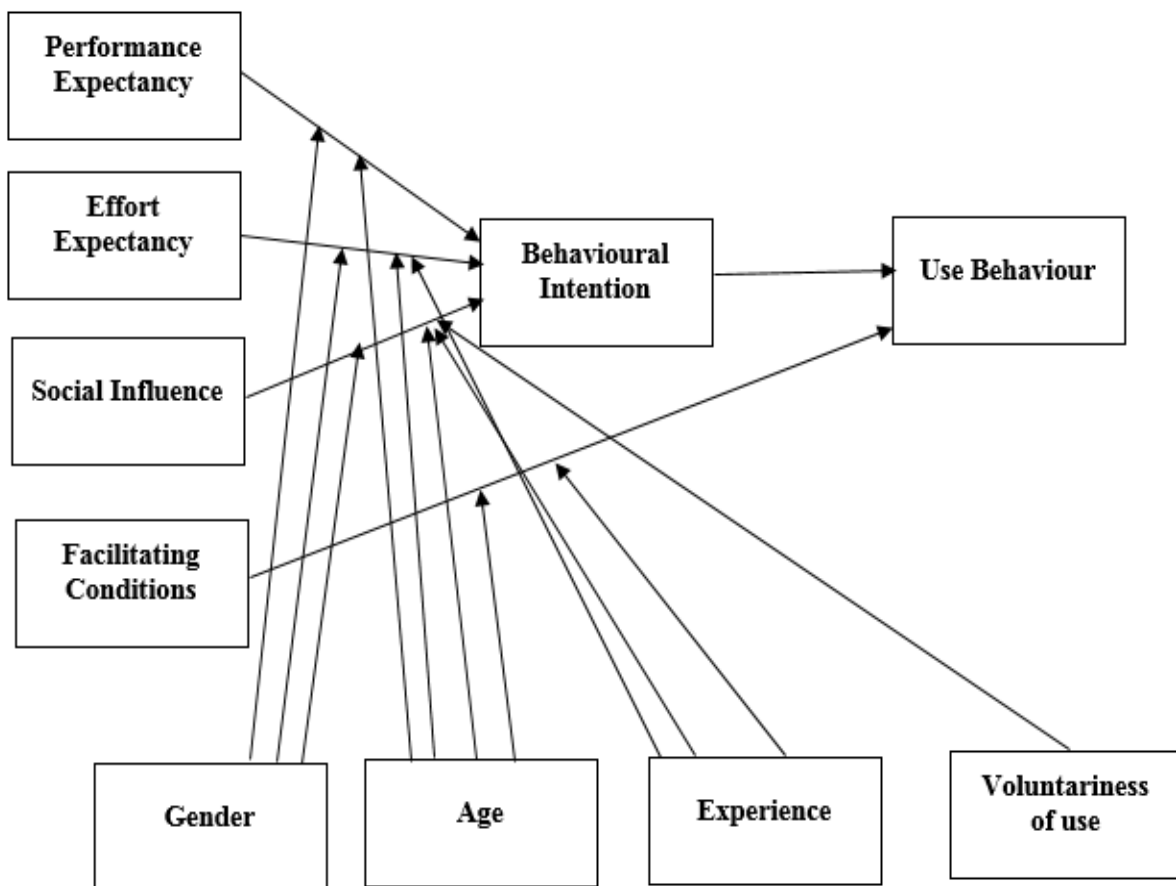 Performance
Expectancy
Effort
Expectancy
Behavioural
Intention
Use Behaviour
Social Influence
Facilitating
Conditions
Gender
Age
Experience
Voluntariness
of use